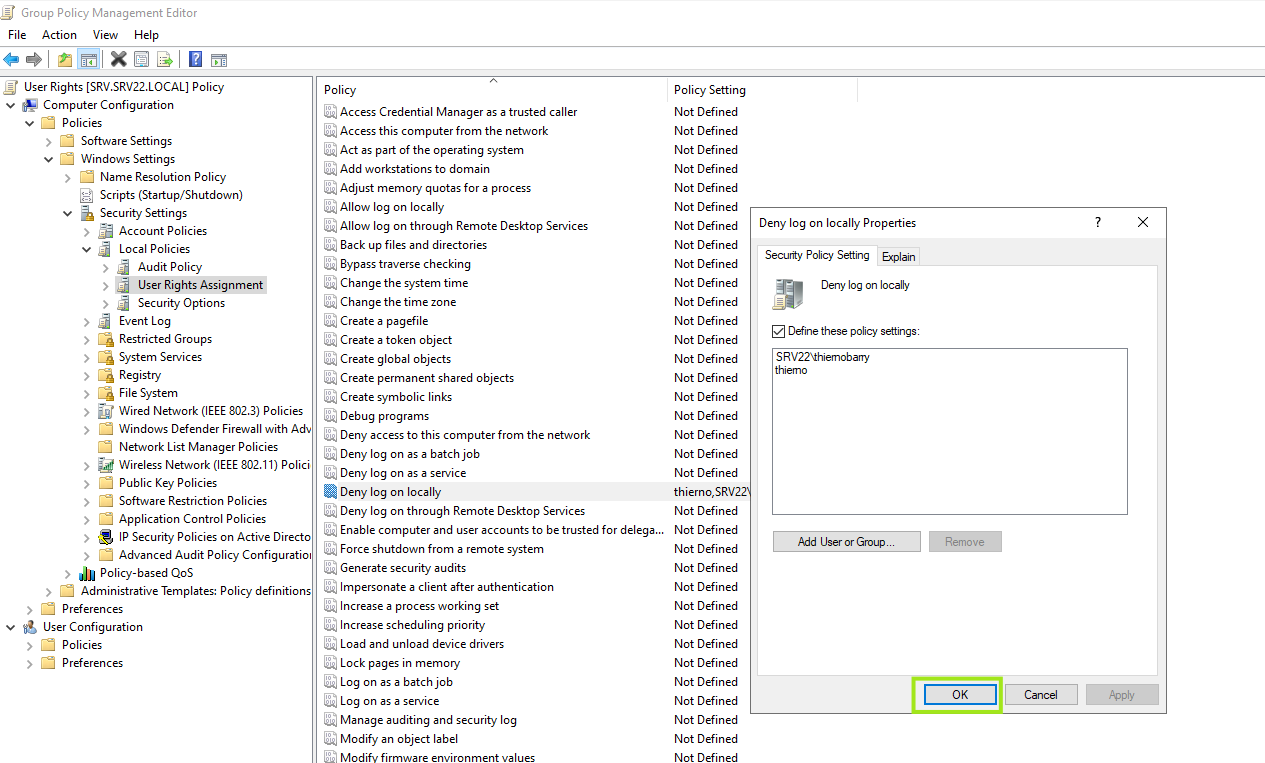 Group Policy Management Editor
File Action View Help
User Rights [SRV.SRV22.LOCAL] Policy
Computer Configuration
Policies
Software Settings
Windows Settings
Name Resolution Policy
Scripts (Startup/Shutdown)
Security Settings
Account Policies
Local Policies
Audit Policy
User Rights Assignment
Security Options
Event Log
Restricted Groups
System Services
Registry
File System
Wired Network (IEEE 802.3) Policies
Windows Defender Firewall with Adv
Network List Manager Policies
Wireless Network (IEEE 802.11) Polici
Public Key Policies
Software Restriction Policies
Application Control Policies
IP Security Policies on Active Directo
Advanced Audit Policy Configuration
Policy-based QoS
Administrative Templates: Policy definitions
Preferences
User Configuration
Policies
Preferences
Policy Policy Setting
Access Credential Manager as a trusted caller Not Defined
Access this computer from the network Not Defined
Act as part of the operating system Not Defined
Add workstations to domain Not Defined
Adjust memory quotas for a process Not Defined
Allow log on locally Not Defined
Allow log on through Remote Desktop Services Not Defined
Back up files and directories Not Defined
Bypass traverse checking Not Defined
Change the system time Not Defined
Change the time zone Not Defined
Create a pagefile Not Defined
Create a token object Not Defined
Create global objects Not Defined
Create permanent shared objects Not Defined
Create symbolic links Not Defined
Debug programs Not Defined
Deny access to this computer from the network Not Defined
Deny log on as a batch job Not Defined
Deny log on as a service Not Defined
Deny log on locally thierno,SRV22\
Deny log on through Remote Desktop Services Not Defined
Enable computer and user accounts to be trusted for delega... Not Defined
Force shutdown from a remote system Not Defined
Generate security audits Not Defined
Impersonate a client after authentication Not Defined
Increase a process working set Not Defined
Increase scheduling priority Not Defined
Load and unload device drivers Not Defined
Lock pages in memory Not Defined
Log on as a batch job Not Defined
Log on as a service Not Defined
Manage auditing and security log Not Defined
Modify an object label Not Defined
Modify firmware environment values Not Defined
Deny log on locally Properties ?
Security Policy Setting Explain
Deny log on locally
Define these policy settings:
SRV22\thiernobarry
thierno
Add User or Group... Remove
OK Cancel Apply